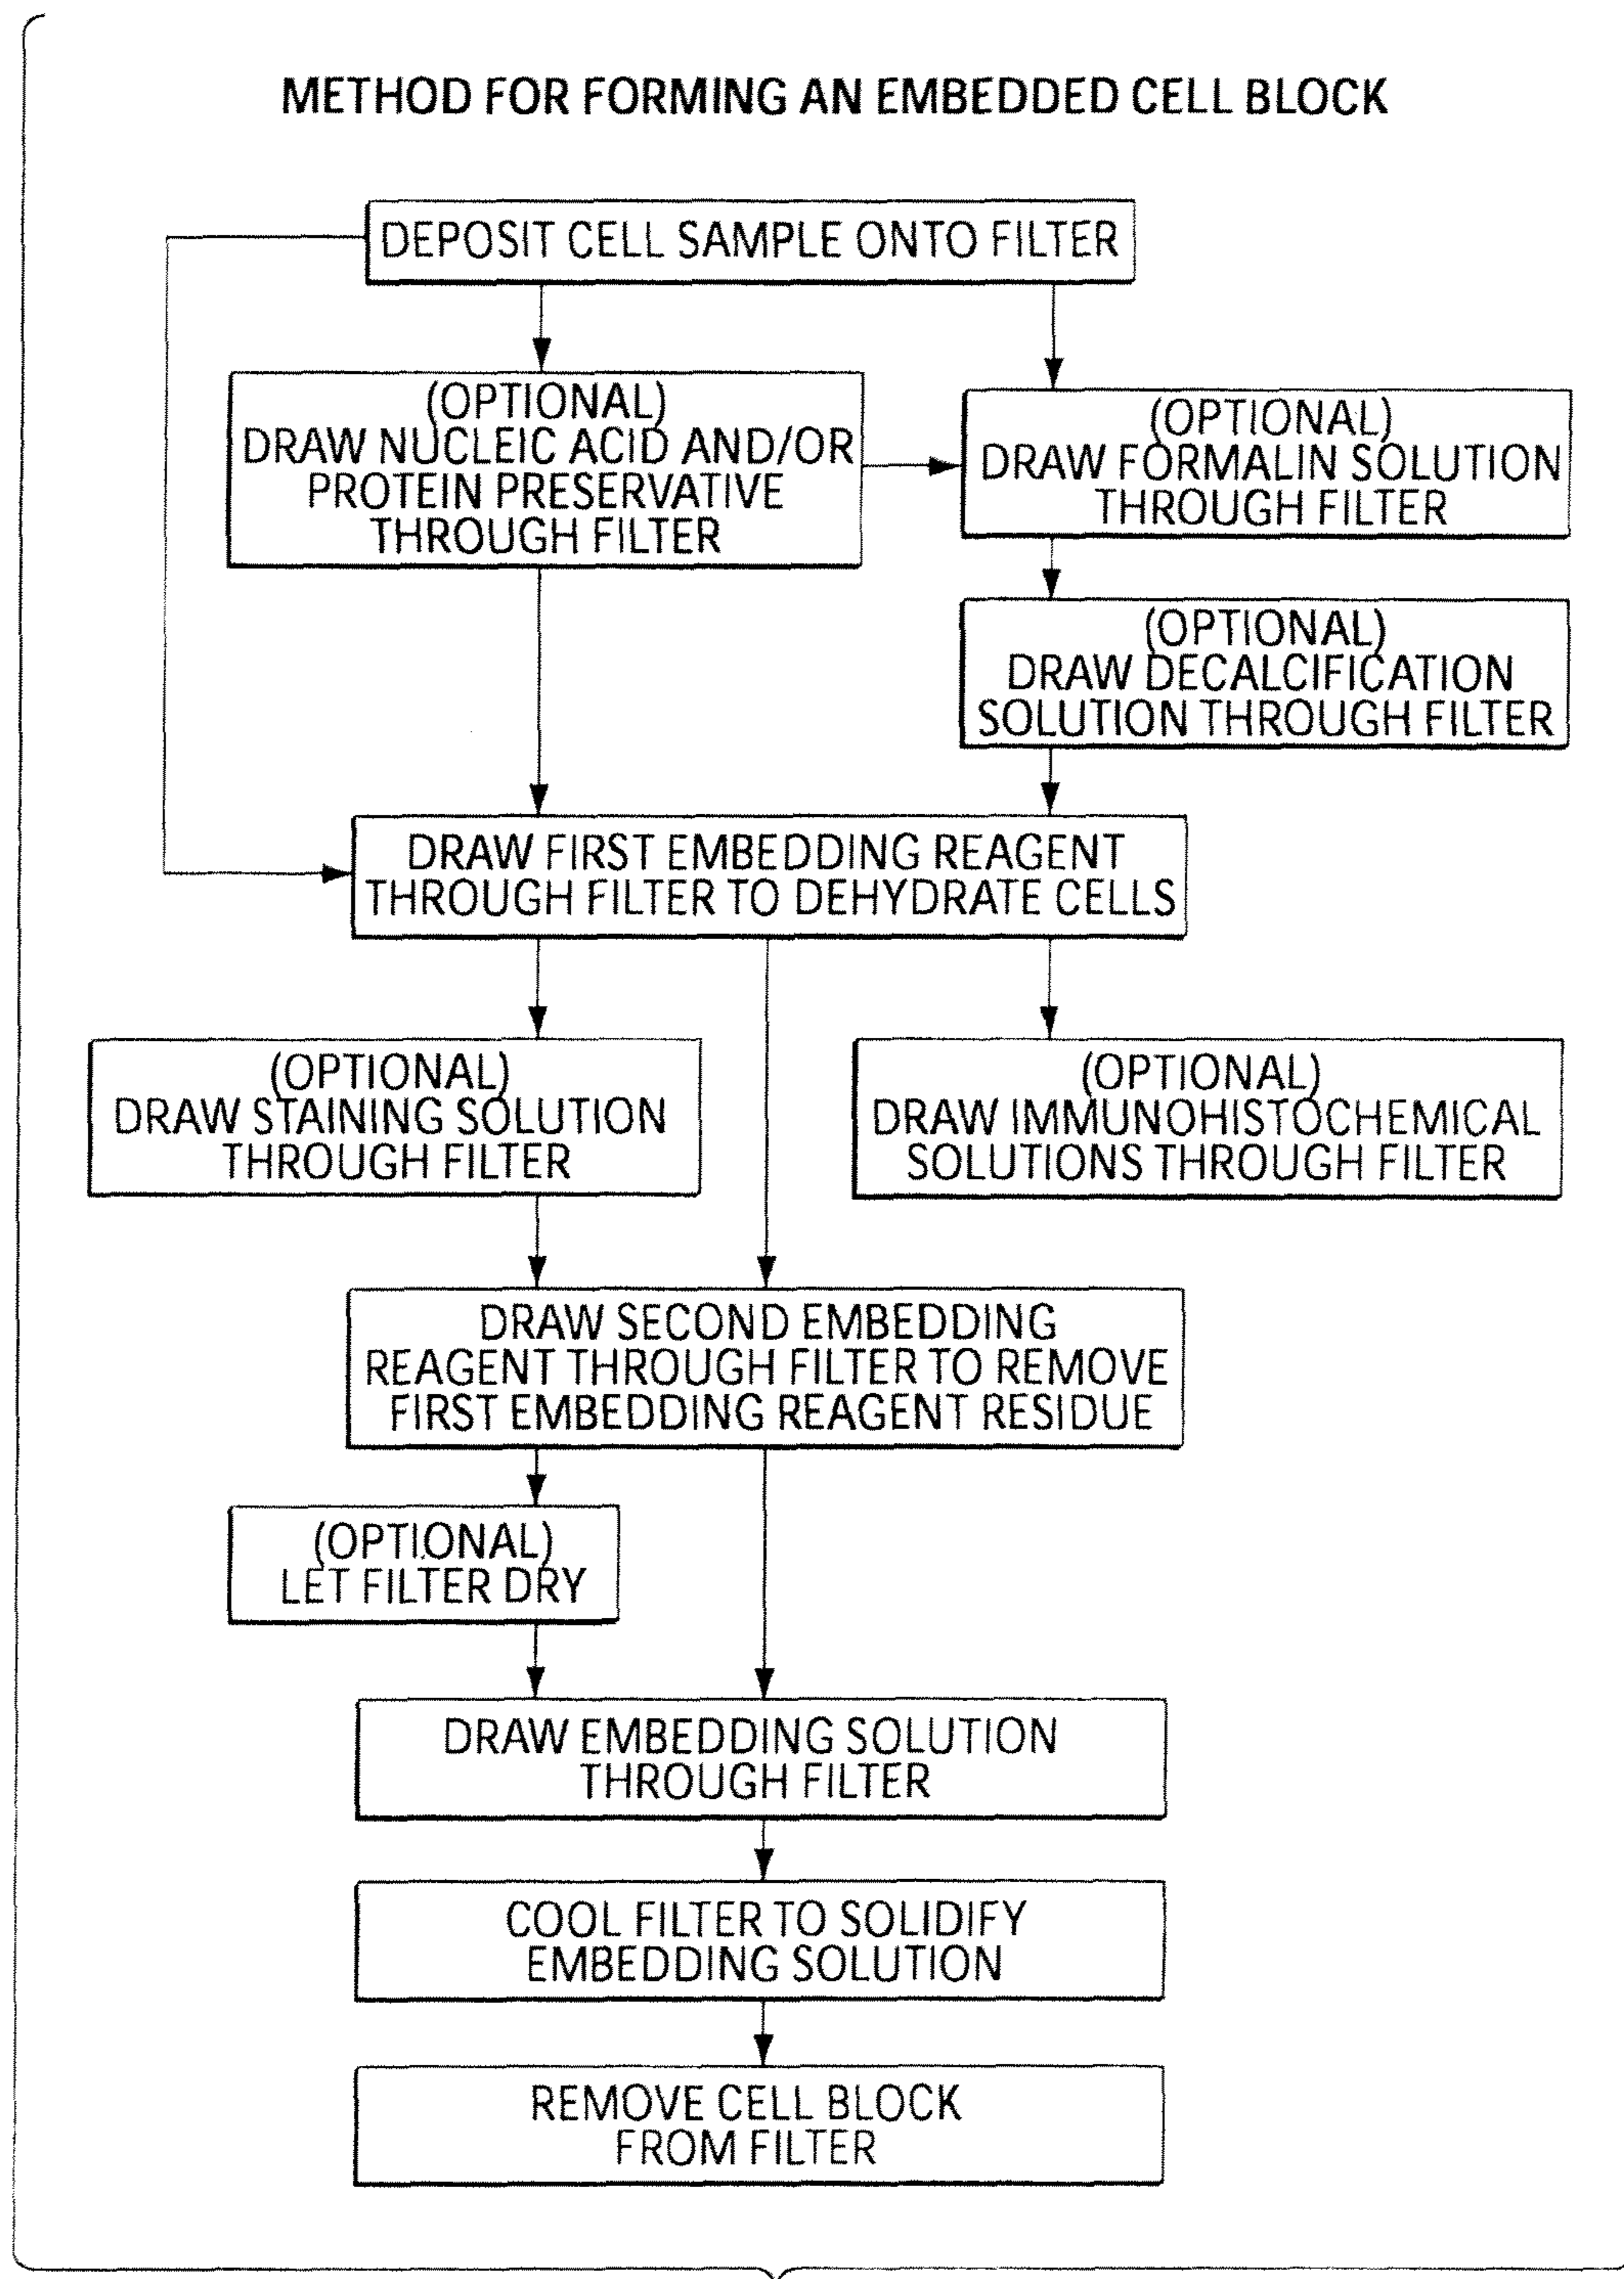 METHOD FOR FORMING AN EMBEDDED CELL BLOCK
DEPOSIT CELL SAMPLE ONTO FILTER
(OPTIONAL)
DRAW NUCLEIC ACID AND/OR
PROTEIN PRESERVATIVE
THROUGH FILTER
(OPTIONAL)
DRAW FORMALIN SOLUTION
THROUGH FILTER
(OPTIONAL)
DRAW DECALCIFICATION
SOLUTION THROUGH FILTER
DRAW FIRST EMBEDDING REAGENT
THROUGH FILTER TO DEHYDRATE CELLS
(OPTIONAL)
DRAW STAINING SOLUTION
THROUGH FILTER
(OPTIONAL)
DRAW IMMUNOHISTOCHEMICAL
SOLUTIONS THROUGH FILTER
DRAW SECOND EMBEDDING
REAGENT THROUGH FILTER TO REMOVE
FIRST EMBEDDING REAGENT RESIDUE
(OPTIONAL)
LET FILTER DRY
DRAW EMBEDDING SOLUTION
THROUGH FILTER
COOL FILTER TO SOLIDIFY
EMBEDDING SOLUTION
REMOVE CELL BLOCK
FROM FILTER